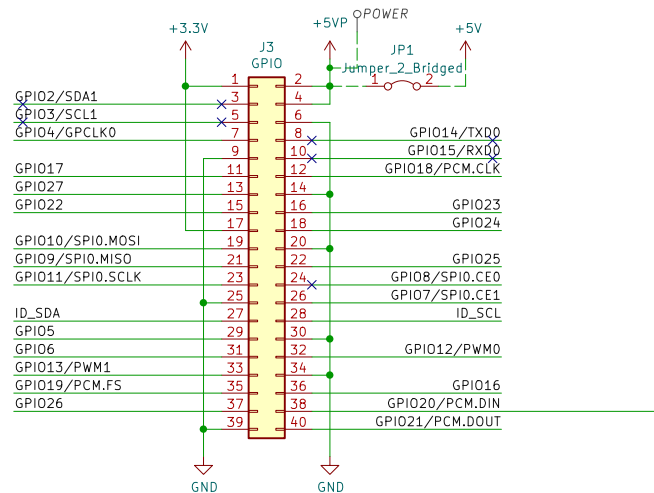 POWER
+3.3V
+5VP
+5V
J3
GPIO
JP1
Jumper_2_Bridged
1 2
1 2
GPIO2/SDA1 3 4
GPIO3/SCL1 5 6
GPIO4/GPCLK0 7 8 GPIO14/TXD0
9 10 GPIO15/RXD0
GPIO17 11 12 GPIO18/PCM.CLK
GPIO27 13 14
GPIO22 15 16 GPIO23
17 18 GPIO24
GPIO10/SPI0.MOSI 19 20
GPIO9/SPI0.MISO 21 22 GPIO25
GPIO11/SPI0.SCLK 23 24 GPIO8/SPI0.CE0
25 26 GPIO7/SPI0.CE1
ID_SDA 27 28 ID_SCL
GPIO5 29 30
GPIO6 31 32 GPIO12/PWM0
GPIO13/PWM1 33 34
GPIO19/PCM.FS 35 36 GPIO16
GPIO26 37 38 GPIO20/PCM.DIN
39 40 GPIO21/PCM.DOUT
GND
GND